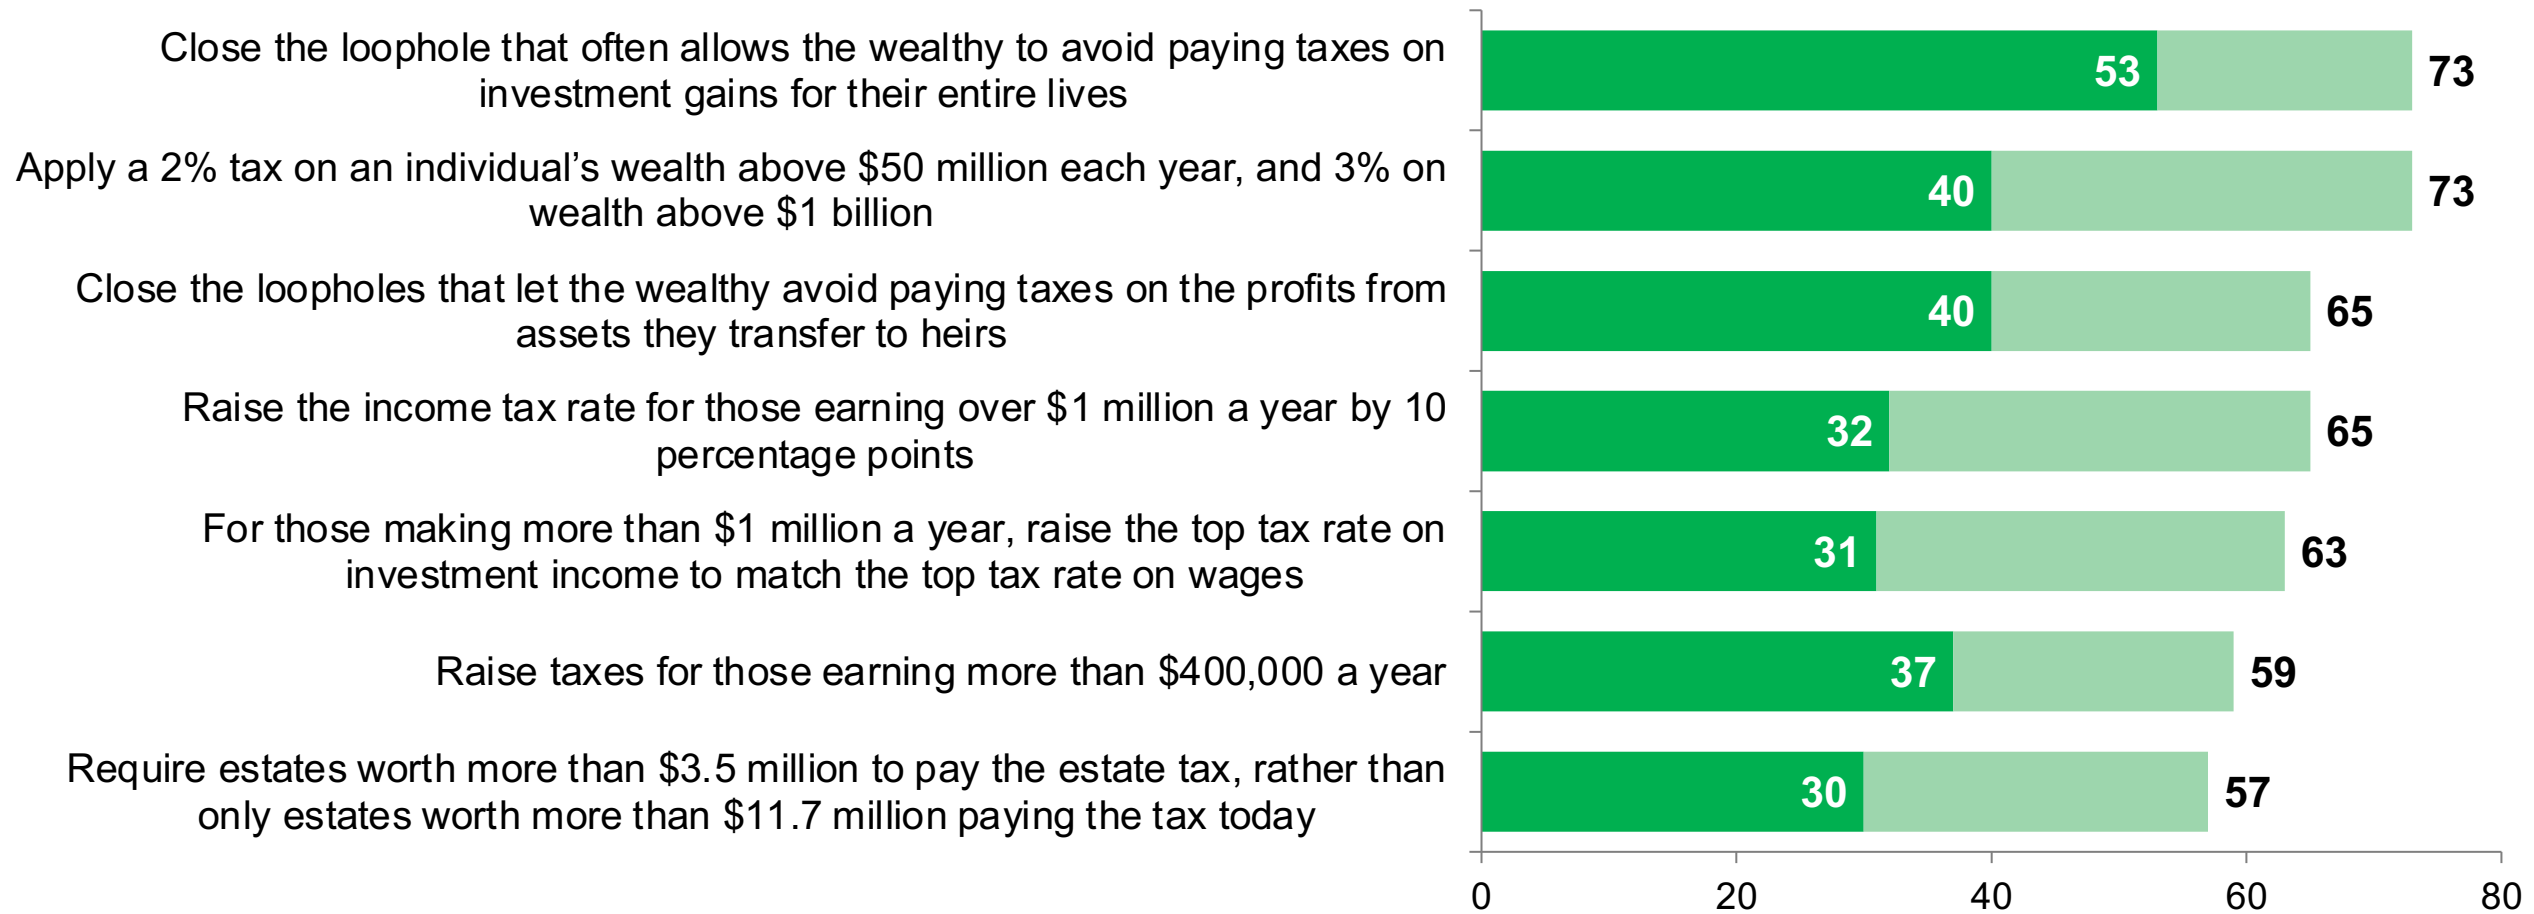 Close the loophole that often allows the wealthy to avoid paying taxes on
investment gains for their entire lives
53
73
Apply a 2% tax on an individual’s wealth above $50 million each year, and 3% on
wealth above $1 billion
40
73
Close the loopholes that let the wealthy avoid paying taxes on the profits from
assets they transfer to heirs
40
65
Raise the income tax rate for those earning over $1 million a year by 10
percentage points
32
65
For those making more than $1 million a year, raise the top tax rate on
investment income to match the top tax rate on wages
31
63
Raise taxes for those earning more than $400,000 a year
37
59
Require estates worth more than $3.5 million to pay the estate tax, rather than
only estates worth more than $11.7 million paying the tax today
30
57
0 20 40 60 80